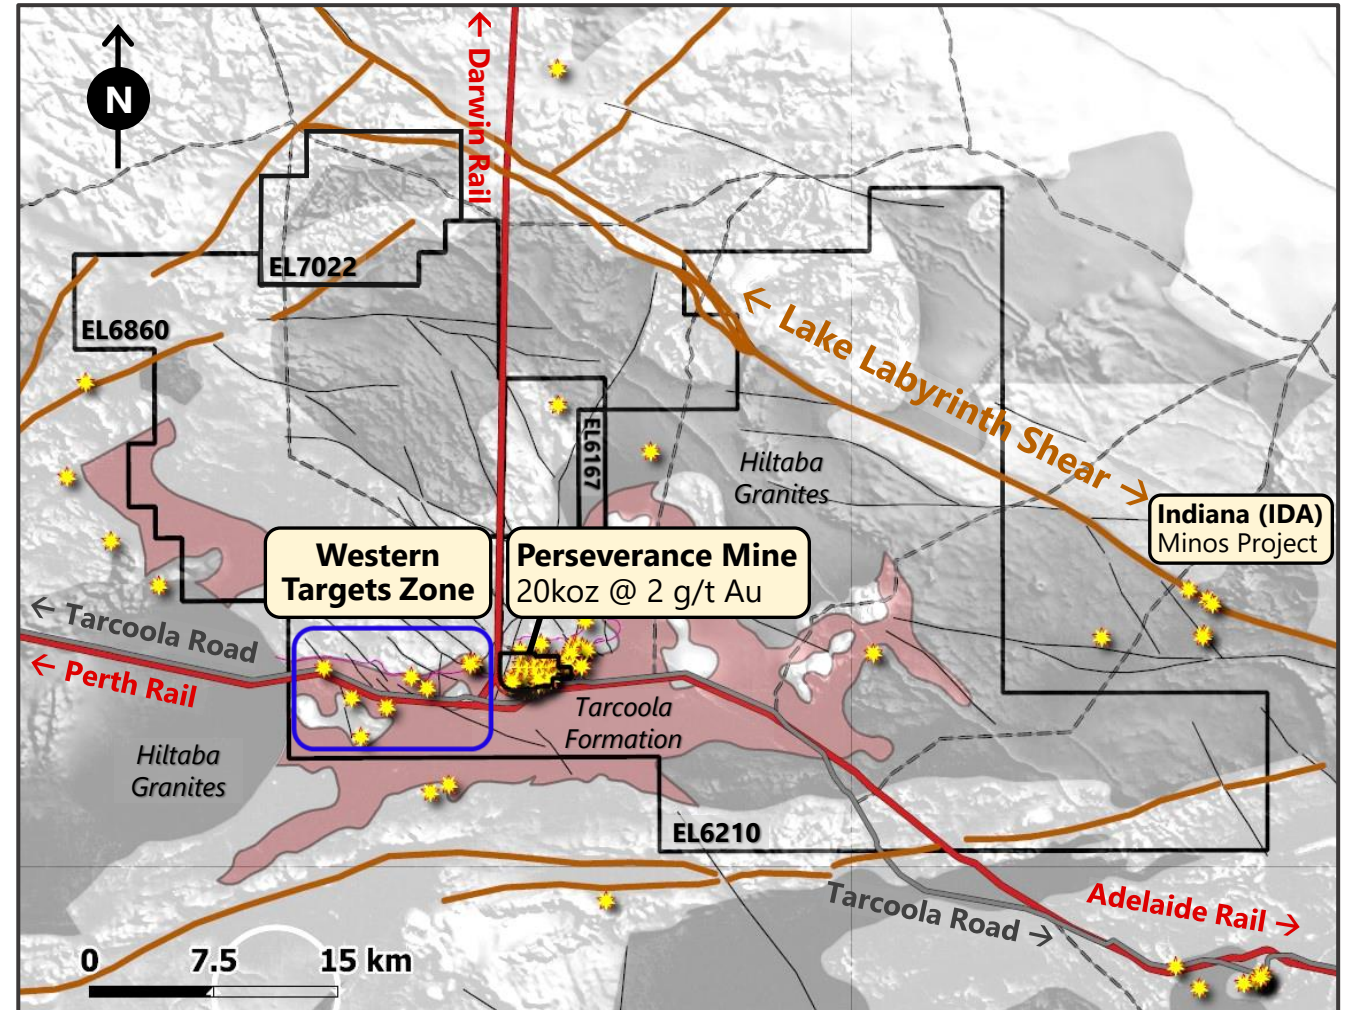 N
← Darwin Rail
EL7022
EL6860
← Lake Labyrinth Shear →
EL6167
Hiltaba
Granites
Indiana (IDA)
Minos Project
Western
Targets Zone
Perseverance Mine
20koz @ 2 g/t Au
← Tarcoola Road
← Perth Rail
Tarcoola
Formation
Hiltaba
Granites
EL6210
Tarcoola Road →
Adelaide Rail →
0 7.5 15 km